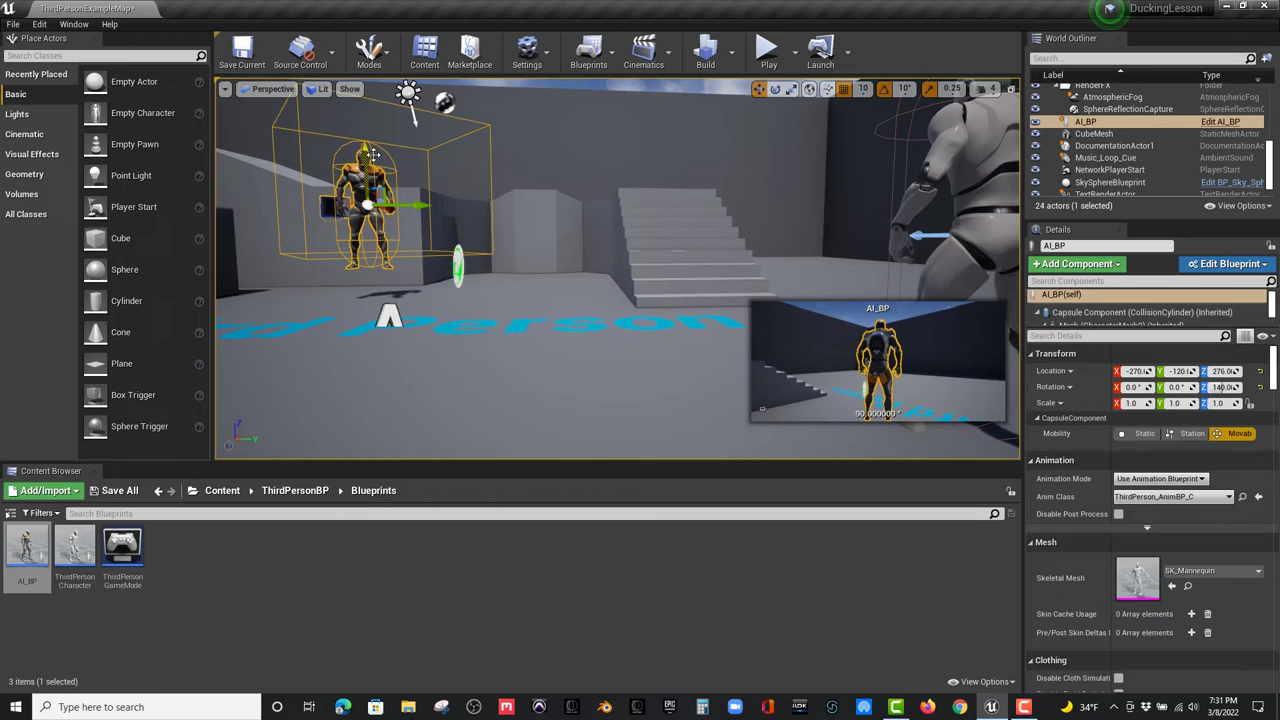 ThirdPersonExampleMap*
DuckingLesson
File Edit Window Help
Place Actors
Search Classes
Recently Placed
Basic
Lights
Cinematic
Visual Effects
Geometry
Volumes
All Classes
Empty Actor
Empty Character
Empty Pawn
Point Light
Player Start
Cube
Sphere
Cylinder
Cone
Plane
Box Trigger
Sphere Trigger
Save Current
Source Control
Modes
Content
Marketplace
Settings
Blueprints
Cinematics
Build
Play
Launch
Perspective
Lit
Show
10
10°
0.25
4
Person
AI_BP
90.000000 °
World Outliner
Search...
Label Type
RenderFX Folder
AtmosphericFog AtmosphericFog
SphereReflectionCapture SphereReflectionCapture
AI_BP Edit AI_BP
CubeMesh StaticMeshActor
DocumentationActor1 DocumentationActor
Music_Loop_Cue AmbientSound
NetworkPlayerStart PlayerStart
SkySphereBlueprint Edit BP_Sky_Sph
TextRenderActor TextRenderActor
24 actors (1 selected)
View Options
Details
AI_BP
Add Component
Edit Blueprint
Search Components
AI_BP(self)
Capsule Component (CollisionCylinder) (Inherited)
Mesh (CharacterMesh0) (Inherited)
Search Details
Transform
Location X -270. Y -120. Z 276.0
Rotation X 0.0 ° Y 0.0 ° Z 140.0
Scale X 1.0 Y 1.0 Z 1.0
CapsuleComponent
Mobility Static Station Movab
Animation
Animation Mode Use Animation Blueprint
Anim Class ThirdPerson_AnimBP_C
Disable Post Process
Mesh
Skeletal Mesh SK_Mannequin
Skin Cache Usage 0 Array elements
Pre/Post Skin Deltas 0 Array elements
Clothing
Disable Cloth Simulati
Content Browser
Add/Import Save All Content ThirdPersonBP Blueprints
Filters Search Blueprints
AI_BP
ThirdPerson
Character
ThirdPerson
GameMode
3 items (1 selected)
View Options
Type here to search
34°F
7:31 PM
3/6/2022